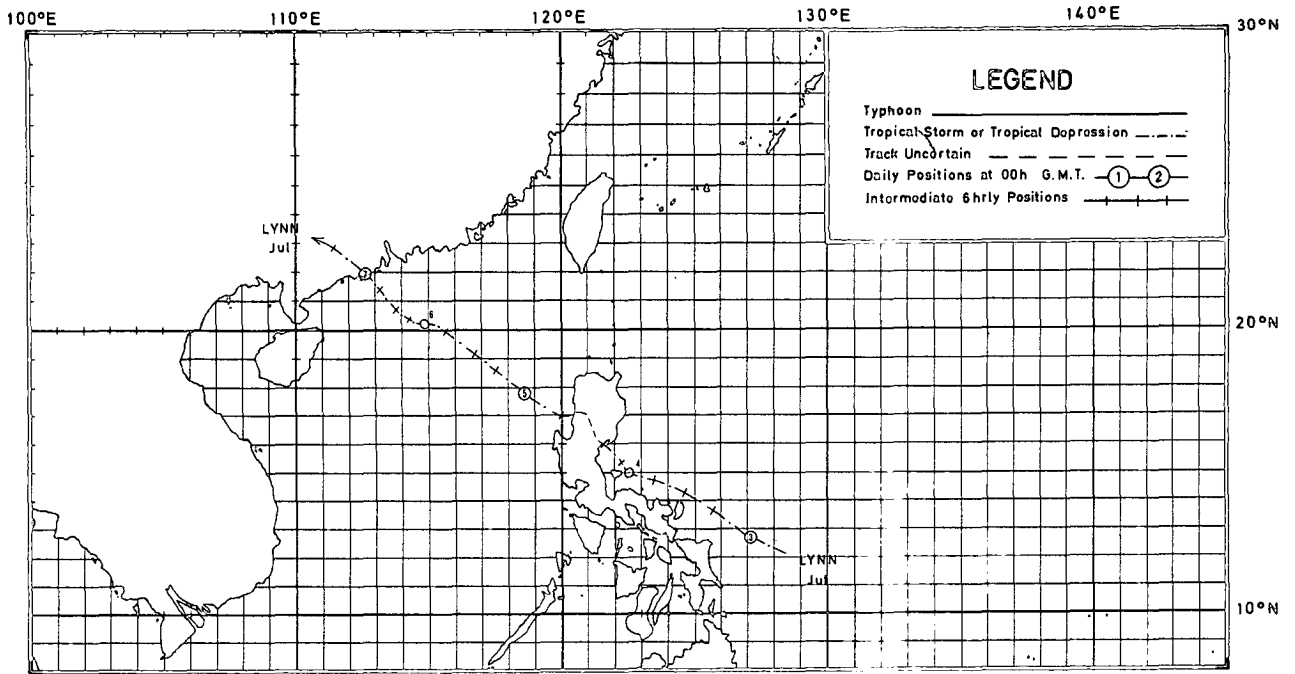 100°E 110°E 120°E 130°E 140°E
30°N
LEGEND
Typhoon
Tropical Storm or Tropical Depression
Track Uncertain
Daily Positions at 00h G.M.T. 1 2
Intermediate 6hrly Positions
LYNN
Jul
7
6
20°N
5
4
3
LYNN
Jul
10°N